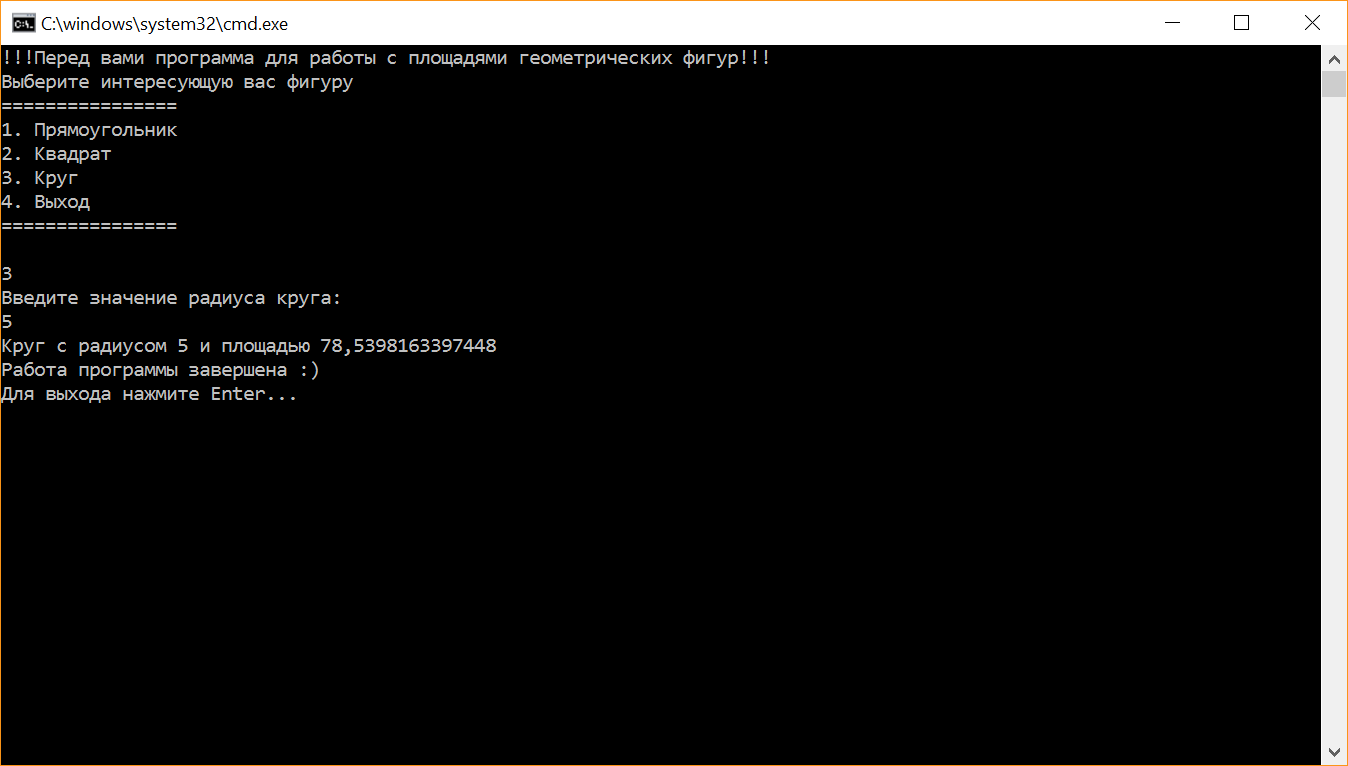 C:\windows\system32\cmd.exe
!!!Перед вами программа для работы с площадями геометрических фигур!!!
Выберите интересующую вас фигуру
================
1. Прямоугольник
2. Квадрат
3. Круг
4. Выход
================
3
Введите значение радиуса круга:
5
Круг с радиусом 5 и площадью 78,5398163397448
Работа программы завершена :)
Для выхода нажмите Enter...